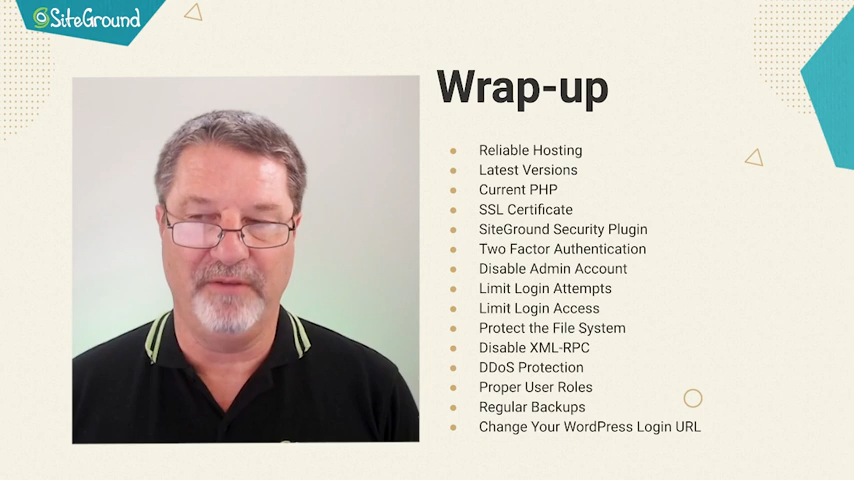 SiteGround
Wrap-up
Reliable Hosting
Latest Versions
Current PHP
SSL Certificate
SiteGround Security Plugin
Two Factor Authentication
Disable Admin Account
Limit Login Attempts
Limit Login Access
Protect the File System
Disable XML-RPC
DDoS Protection
Proper User Roles
Regular Backups
Change Your WordPress Login URL